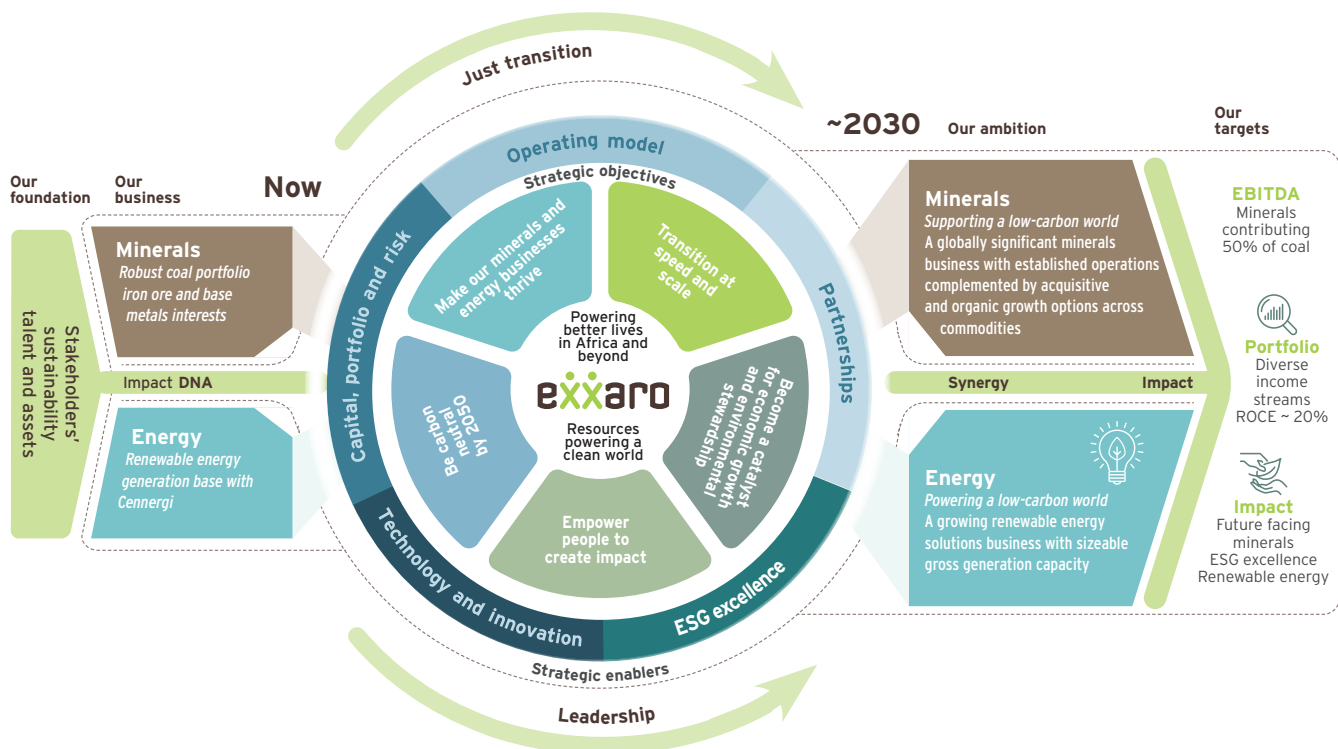 Our
foundation
Stakeholders'
sustainability
talent and assets
Our
business
Now
Minerals
Robust coal portfolio
iron ore and base
metals interests
Impact DNA
Energy
Renewable energy
generation base with
Cennergi
Just transition
Operating model
Partnerships
ESG excellence
Technology and innovation
Capital, portfolio and risk
Strategic objectives
Make our minerals and
energy businesses
thrive
Transition at
speed and
scale
Become a catalyst
for economic growth
and environmental
stewardship
Empower
people to
create impact
Be carbon
neutral
by 2050
Powering
better lives
in Africa and
beyond
exxaro
Resources
powering a
clean world
Strategic enablers
Leadership
~2030
Our ambition
Minerals
Supporting a low-carbon world
A globally significant minerals
business with established operations
complemented by acquisitive
and organic growth options across
commodities
Synergy
Impact
Energy
Powering a low-carbon world
A growing renewable energy
solutions business with sizeable
gross generation capacity
Our
targets
EBITDA
Minerals
contributing
50% of coal
Portfolio
Diverse
income
streams
ROCE ~ 20%
Impact
Future facing
minerals
ESG excellence
Renewable energy